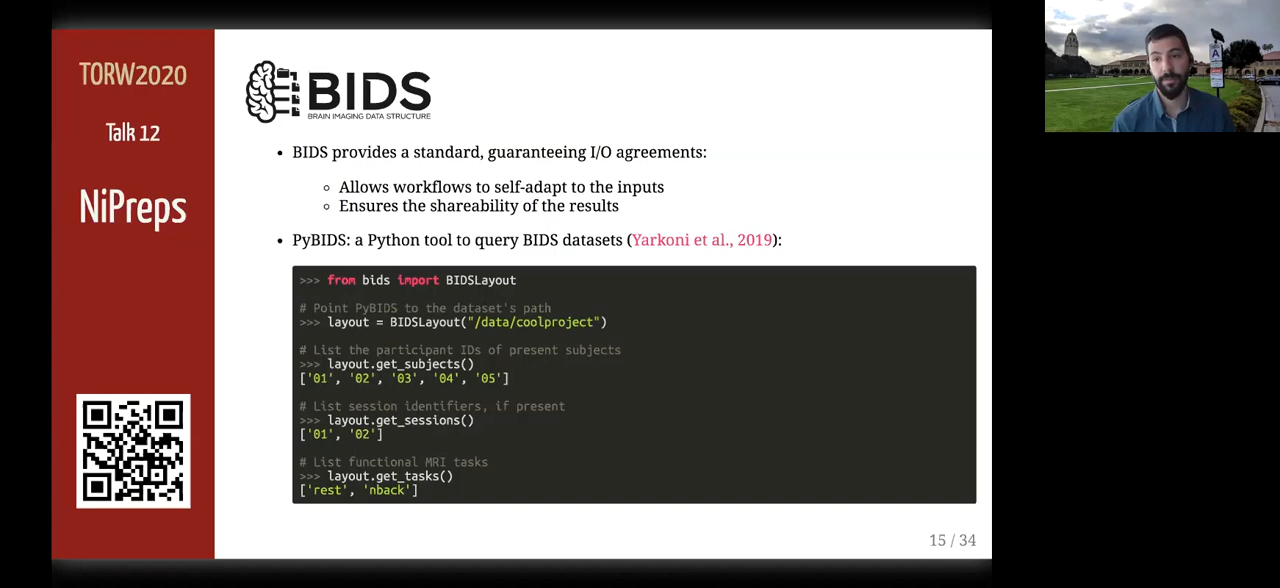 TORW2020
Talk 12
NiPreps
BIDS
BRAIN IMAGING DATA STRUCTURE
• BIDS provides a standard, guaranteeing I/O agreements:
◦ Allows workflows to self-adapt to the inputs
◦ Ensures the shareability of the results
• PyBIDS: a Python tool to query BIDS datasets (Yarkoni et al., 2019):
>>> from bids import BIDSLayout
# Point PyBIDS to the dataset's path
>>> layout = BIDSLayout("/data/coolproject")
# List the participant IDs of present subjects
>>> layout.get_subjects()
['01', '02', '03', '04', '05']
# List session identifiers, if present
>>> layout.get_sessions()
['01', '02']
# List functional MRI tasks
>>> layout.get_tasks()
['rest', 'nback']
15 / 34
A